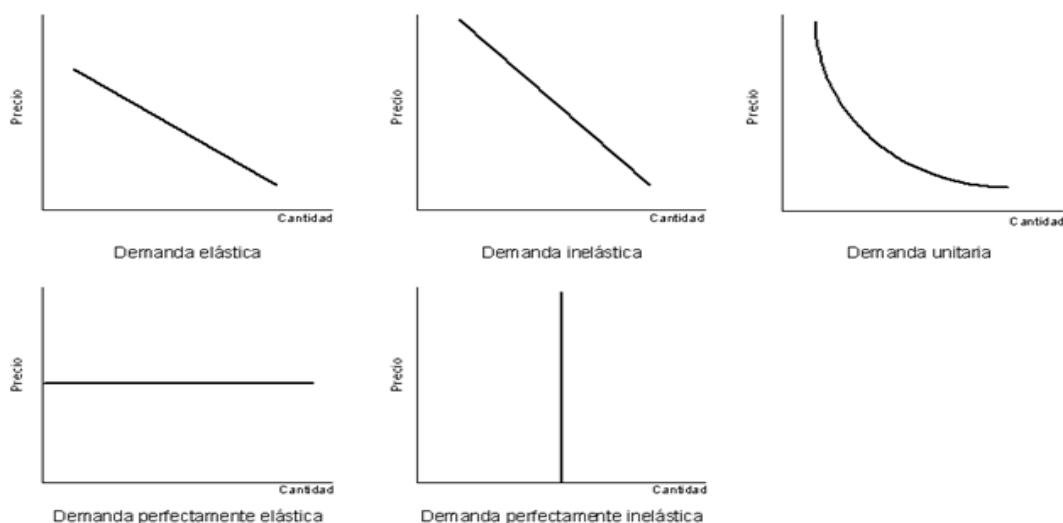 Precio
Cantidad
Demanda elástica
Precio
Cantidad
Demanda inelástica
Precio
Cantidad
Demanda unitaria
Precio
Cantidad
Demanda perfectamente elástica
Precio
Cantidad
Demanda perfectamente inelástica